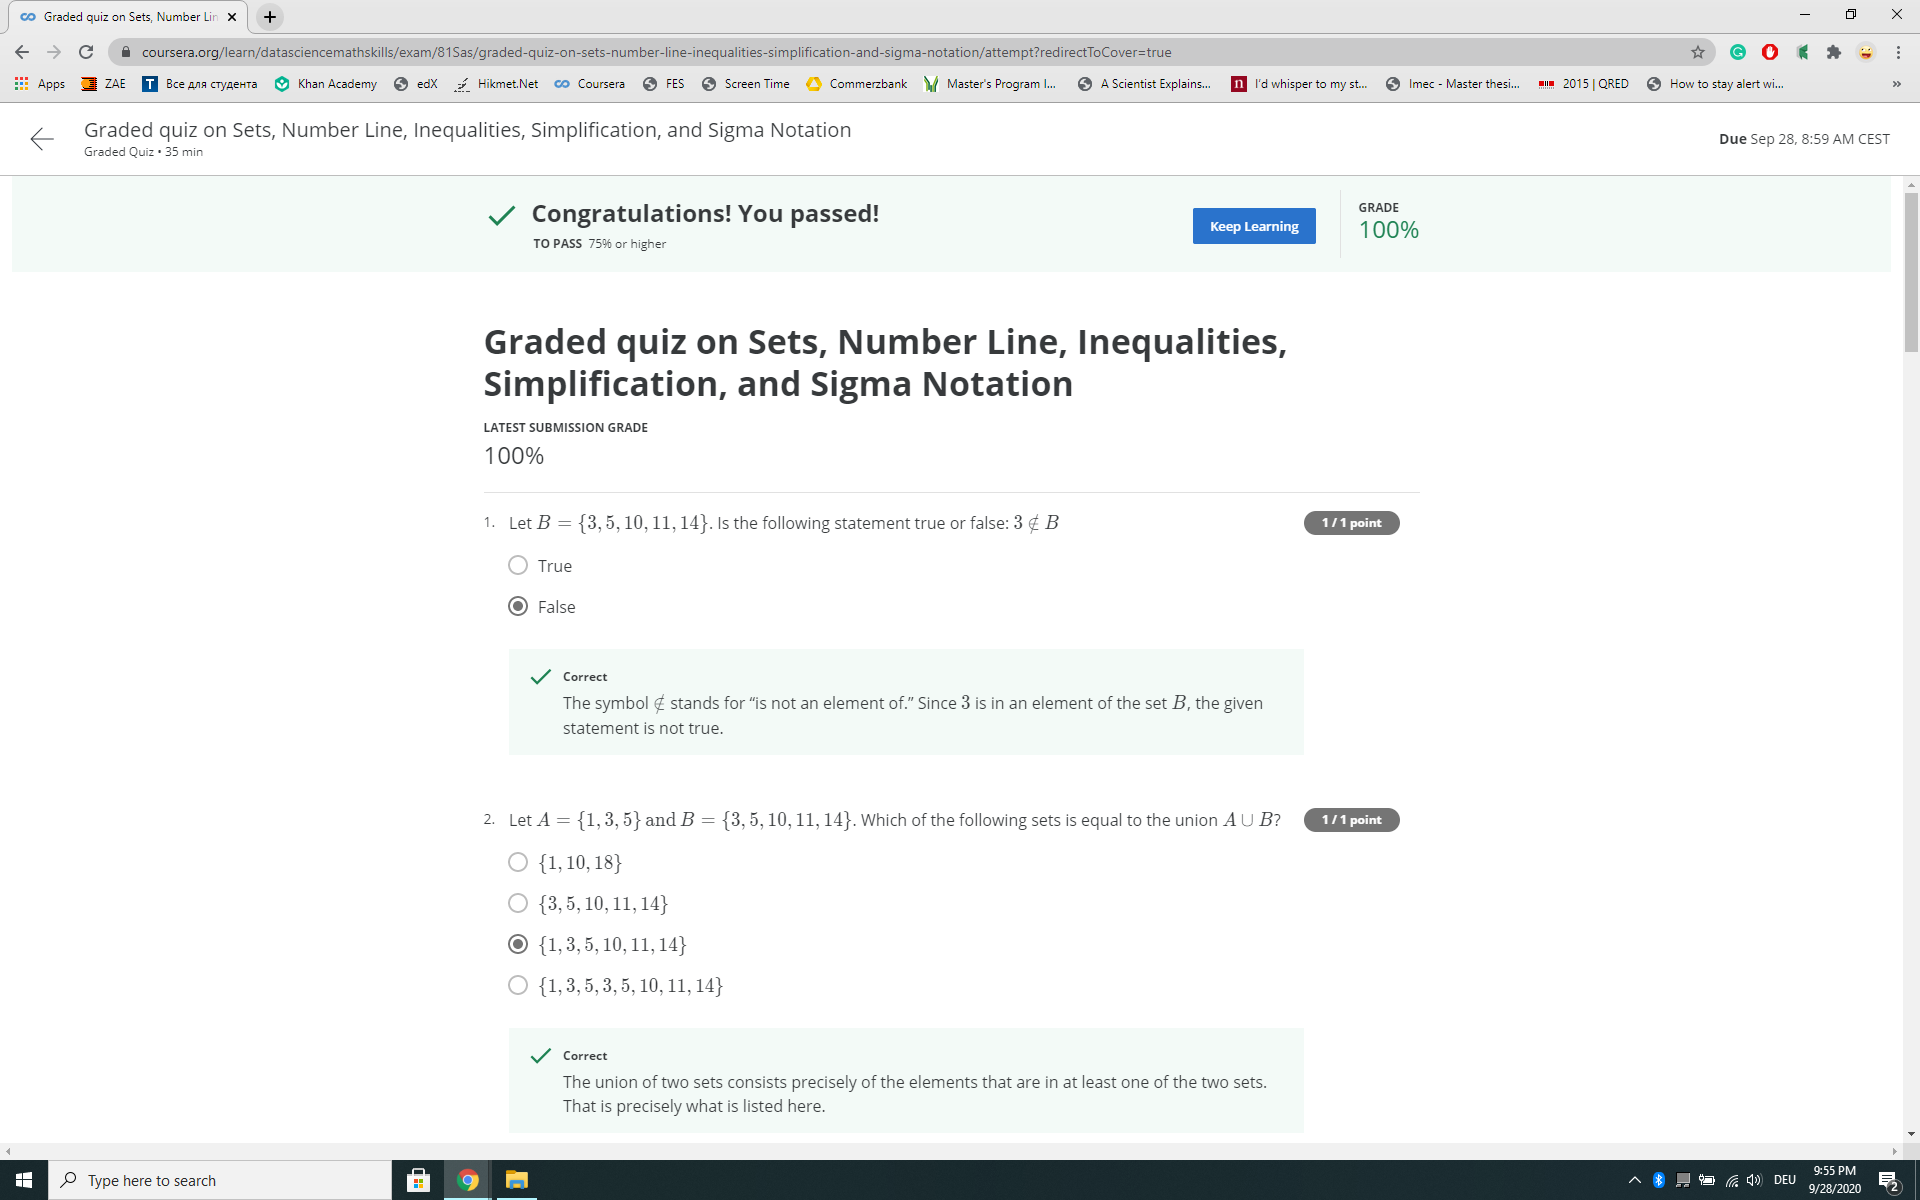 Graded quiz on Sets, Number Lin
coursera.org/learn/datasciencemathskills/exam/81Sas/graded-quiz-on-sets-number-line-inequalities-simplification-and-sigma-notation/attempt?redirectToCover=true
Apps ZAE Все для студента Khan Academy edX Hikmet.Net Coursera FES Screen Time Commerzbank Master's Program I... A Scientist Explains... I'd whisper to my st... Imec - Master thesi... 2015 | QRED How to stay alert wi... »
Graded quiz on Sets, Number Line, Inequalities, Simplification, and Sigma Notation
Graded Quiz • 35 min
Due Sep 28, 8:59 AM CEST
Congratulations! You passed!
TO PASS 75% or higher
Keep Learning
GRADE
100%
Graded quiz on Sets, Number Line, Inequalities,
Simplification, and Sigma Notation
LATEST SUBMISSION GRADE
100%
1. Let B = {3, 5, 10, 11, 14}. Is the following statement true or false: 3 ∉ B
1 / 1 point
True
False
Correct
The symbol ∉ stands for “is not an element of.” Since 3 is in an element of the set B, the given
statement is not true.
2. Let A = {1, 3, 5} and B = {3, 5, 10, 11, 14}. Which of the following sets is equal to the union A ∪ B?
1 / 1 point
{1, 10, 18}
{3, 5, 10, 11, 14}
{1, 3, 5, 10, 11, 14}
{1, 3, 5, 3, 5, 10, 11, 14}
Correct
The union of two sets consists precisely of the elements that are in at least one of the two sets.
That is precisely what is listed here.
Type here to search
DEU
9:55 PM
9/28/2020
2